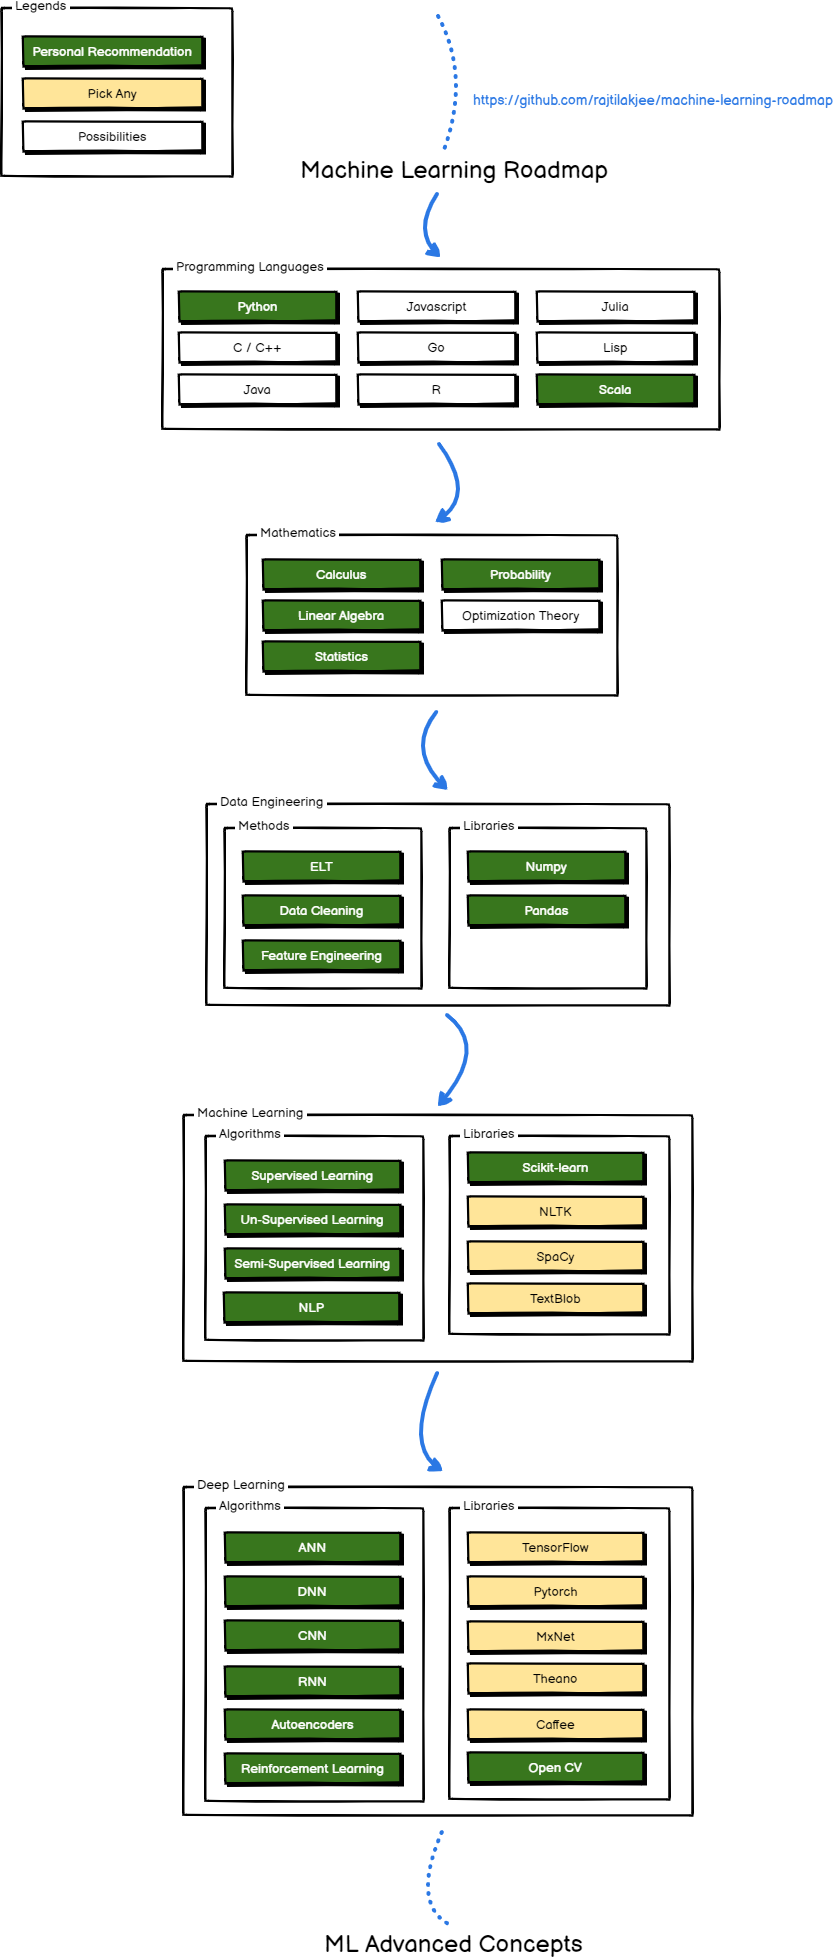 Legends
Personal Recommendation
Pick Any
Possibilities
https://github.com/rajtilakjee/machine-learning-roadmap
Machine Learning Roadmap
Programming Languages
Python
Javascript
Julia
C / C++
Go
Lisp
Java
R
Scala
Mathematics
Calculus
Probability
Linear Algebra
Optimization Theory
Statistics
Data Engineering
Methods
ELT
Data Cleaning
Feature Engineering
Libraries
Numpy
Pandas
Machine Learning
Algorithms
Supervised Learning
Un-Supervised Learning
Semi-Supervised Learning
NLP
Libraries
Scikit-learn
NLTK
SpaCy
TextBlob
Deep Learning
Algorithms
ANN
DNN
CNN
RNN
Autoencoders
Reinforcement Learning
Libraries
TensorFlow
Pytorch
MxNet
Theano
Caffee
Open CV
ML Advanced Concepts